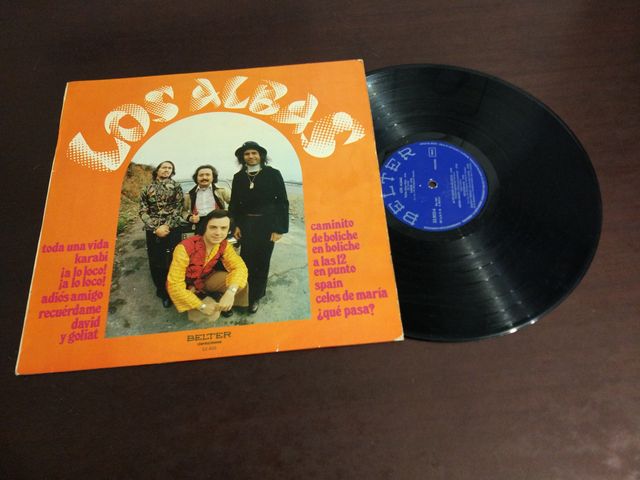 LOS ALBAS
toda una vida
karabi
¡a lo loco!
¡a lo loco!
adiós amigo
recuérdame
david
y goliat
caminito
de boliche
en boliche
a las 12
en punto
spaín
celos de maría
¿qué pasa?
BELTER
BELTER